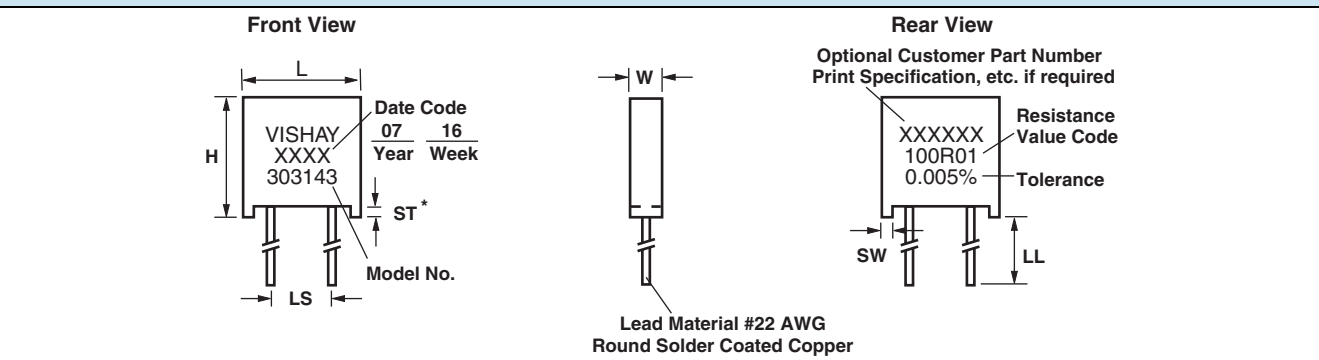 Front View
L
H
VISHAY
XXXX
303143
Date Code
07 16
Year Week
ST*
Model No.
LS
W
Lead Material #22 AWG
Round Solder Coated Copper
Rear View
Optional Customer Part Number
Print Specification, etc. if required
XXXXXX
100R01
0.005%
Resistance
Value Code
Tolerance
SW
LL